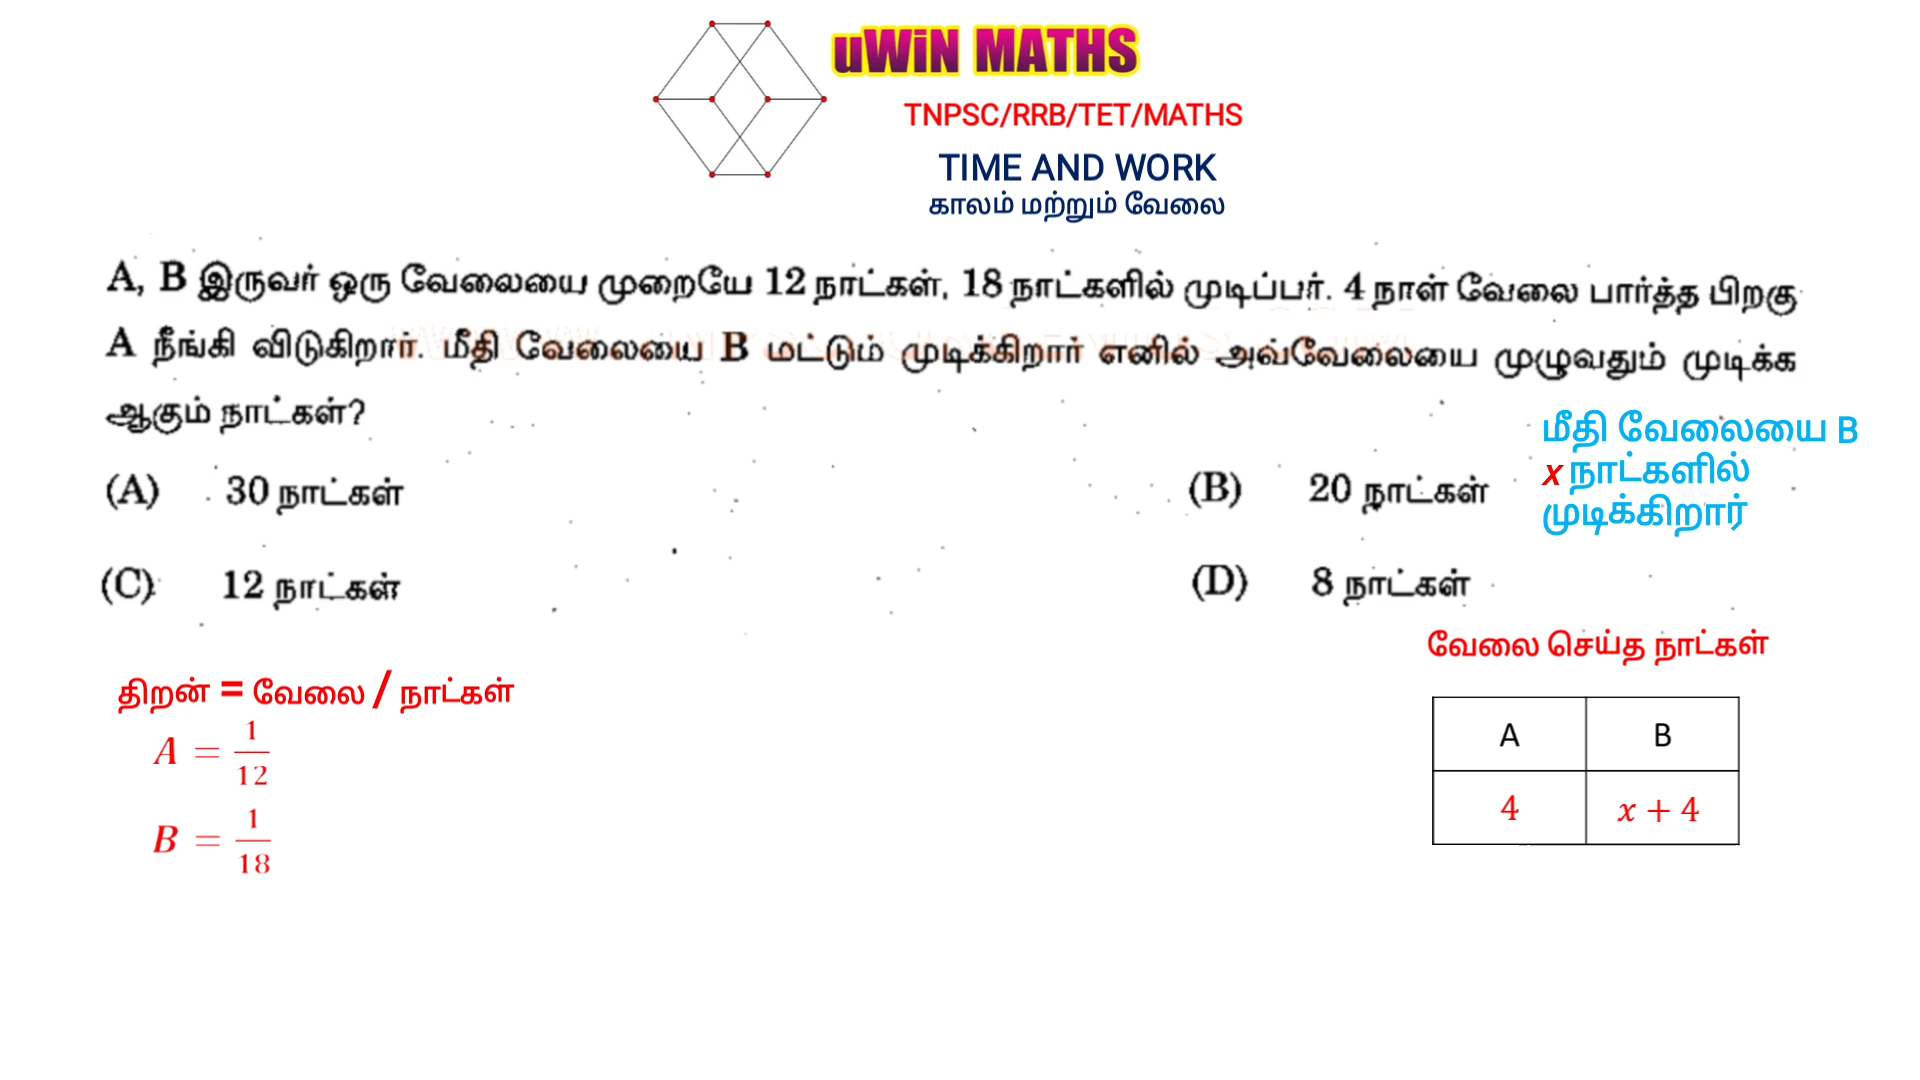 uWiN MATHS
TNPSC/RRB/TET/MATHS
TIME AND WORK
காலம் மற்றும் வேலை
A, B இருவர் ஒரு வேலையை முறையே 12 நாட்கள், 18 நாட்களில் முடிப்பர். 4 நாள் வேலை பார்த்த பிறகு
A நீங்கி விடுகிறார். மீதி வேலையை B மட்டும் முடிக்கிறார் எனில் அவ்வேலையை முழுவதும் முடிக்க
ஆகும் நாட்கள்?
மீதி வேலையை B
x நாட்களில்
முடிக்கிறார்
(A) 30 நாட்கள் (B) 20 நாட்கள்
(C) 12 நாட்கள் (D) 8 நாட்கள்
வேலை செய்த நாட்கள்
திறன் = வேலை / நாட்கள்
A = 1/12
B = 1/18
A B
4 x + 4